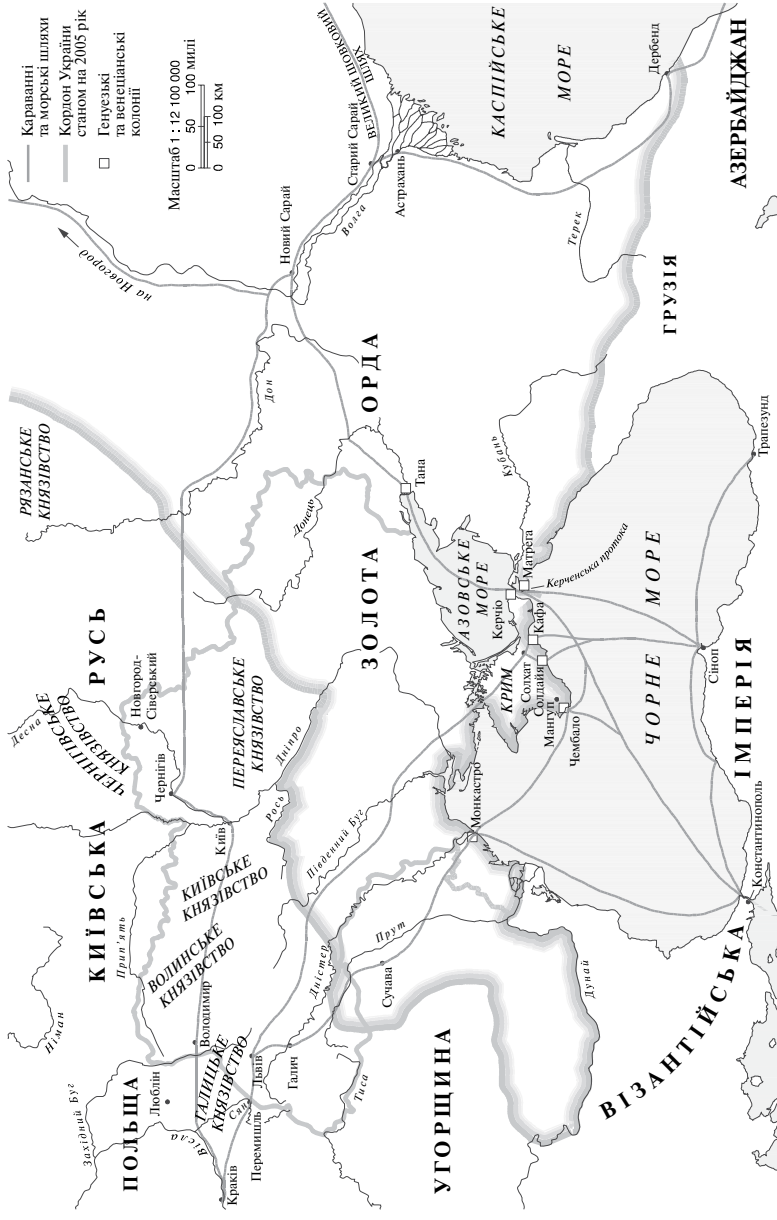 Караванні
та морські шляхи
Кордон України
станом на 2005 рік
Генуезькі
та венеціанські
колонії
Масштаб 1 : 12 100 000
0 50 100 милі
0 50 100 км
на Новгород
ВЕЛИКИЙ ШОВКОВИЙ
ШЛЯХ
Старий Сарай
Астрахань
Новий Сарай
Волга
КАСПІЙСЬКЕ
МОРЕ
Дербенд
АЗЕРБАЙДЖАН
Терек
ГРУЗІЯ
РЯЗАНСЬКЕ
КНЯЗІВСТВО
Дон
ЗОЛОТА ОРДА
Донець
Тана
Кубань
АЗОВСЬКЕ
МОРЕ
Матрега
Керченська протока
Керчіо
Кафа
КРИМ
Солхат
Солдайя
Мангуп
Чембало
ЧОРНЕ МОРЕ
Трапезунд
Сіноп
КИЇВСЬКА РУСЬ
Десна
ЧЕРНІГІВСЬКЕ
КНЯЗІВСТВО
Новгород-
Сіверський
Чернігів
ПЕРЕЯСЛАВСЬКЕ
КНЯЗІВСТВО
Дніпро
Рось
Київ
КИЇВСЬКЕ
КНЯЗІВСТВО
Південний Буг
Монкастро
Прип'ять
ВОЛИНСЬКЕ
КНЯЗІВСТВО
Німан
Володимир
ГАЛИЦЬКЕ
КНЯЗІВСТВО
Львів
Галич
Дністер
Прут
Сучава
Західний Буг
ПОЛЬЩА
Люблін
Вісла
Сян
Краків
Перемишль
Тиса
УГОРЩИНА
Дунай
ВІЗАНТІЙСЬКА ІМПЕРІЯ
Константинополь